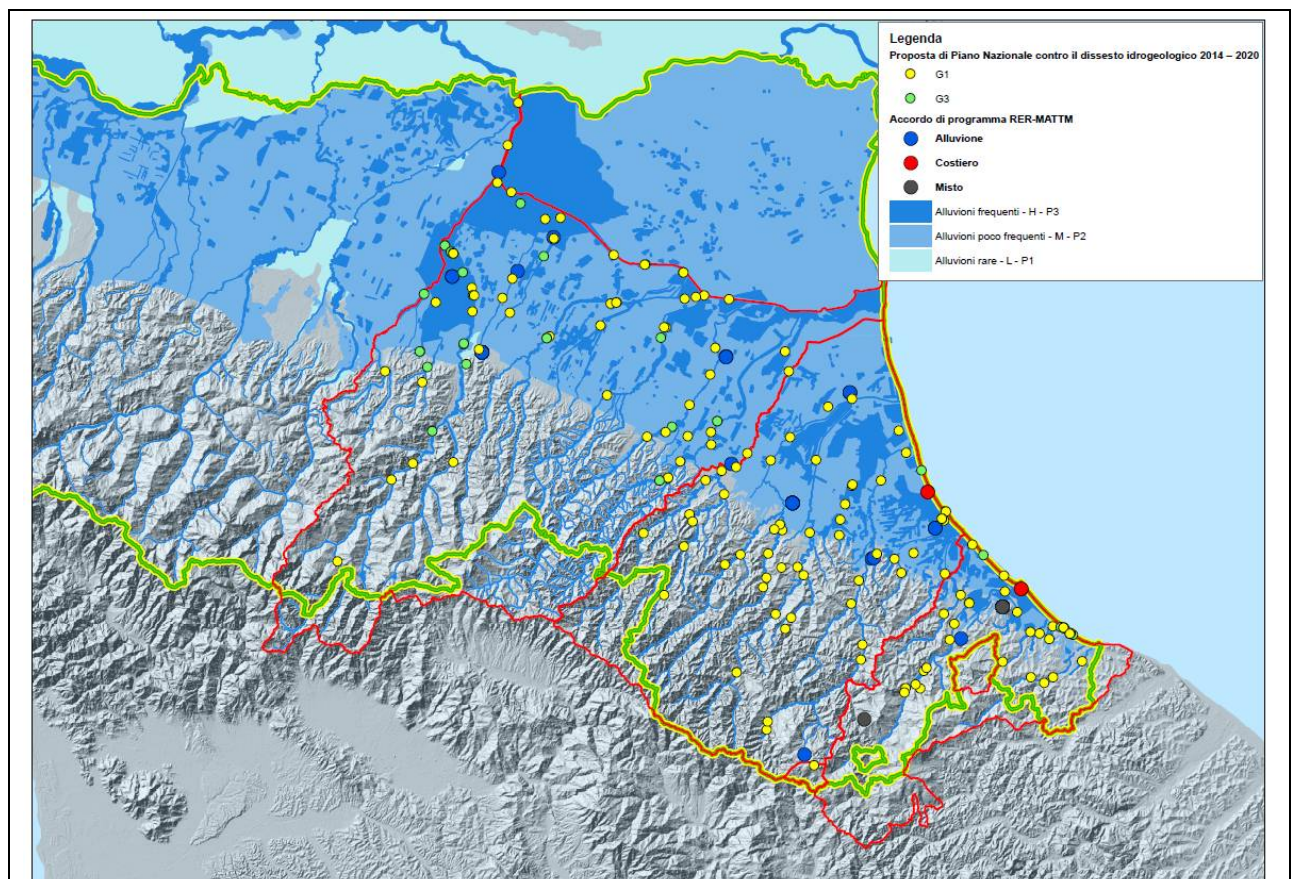 Legenda
Proposta di Piano Nazionale contro il dissesto idrogeologico 2014 – 2020
G1
G3
Accordo di programma RER-MATTM
Alluvione
Costiero
Misto
Alluvioni frequenti - H - P3
Alluvioni poco frequenti - M - P2
Alluvioni rare - L - P1